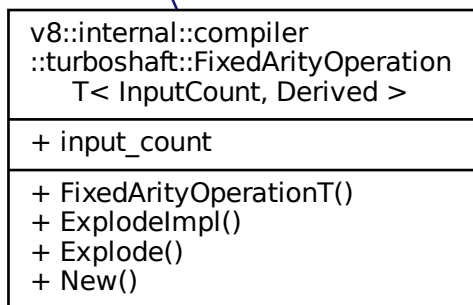 v8::internal::compiler
::turboshaft::FixedArityOperation
T< InputCount, Derived >
+ input_count
+ FixedArityOperationT()
+ ExplodeImpl()
+ Explode()
+ New()